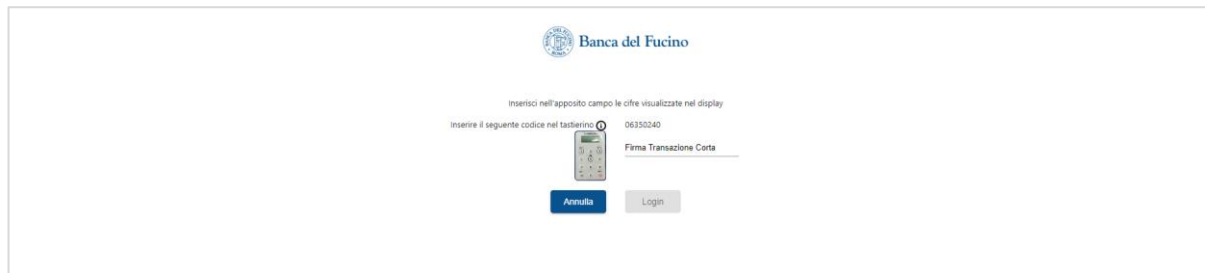 Banca del Fucino
Inserisci nell'apposito campo le cifre visualizzate nel display
Inserire il seguente codice nel tastierino
06350240
Firma Transazione Corta
Annulla
Login